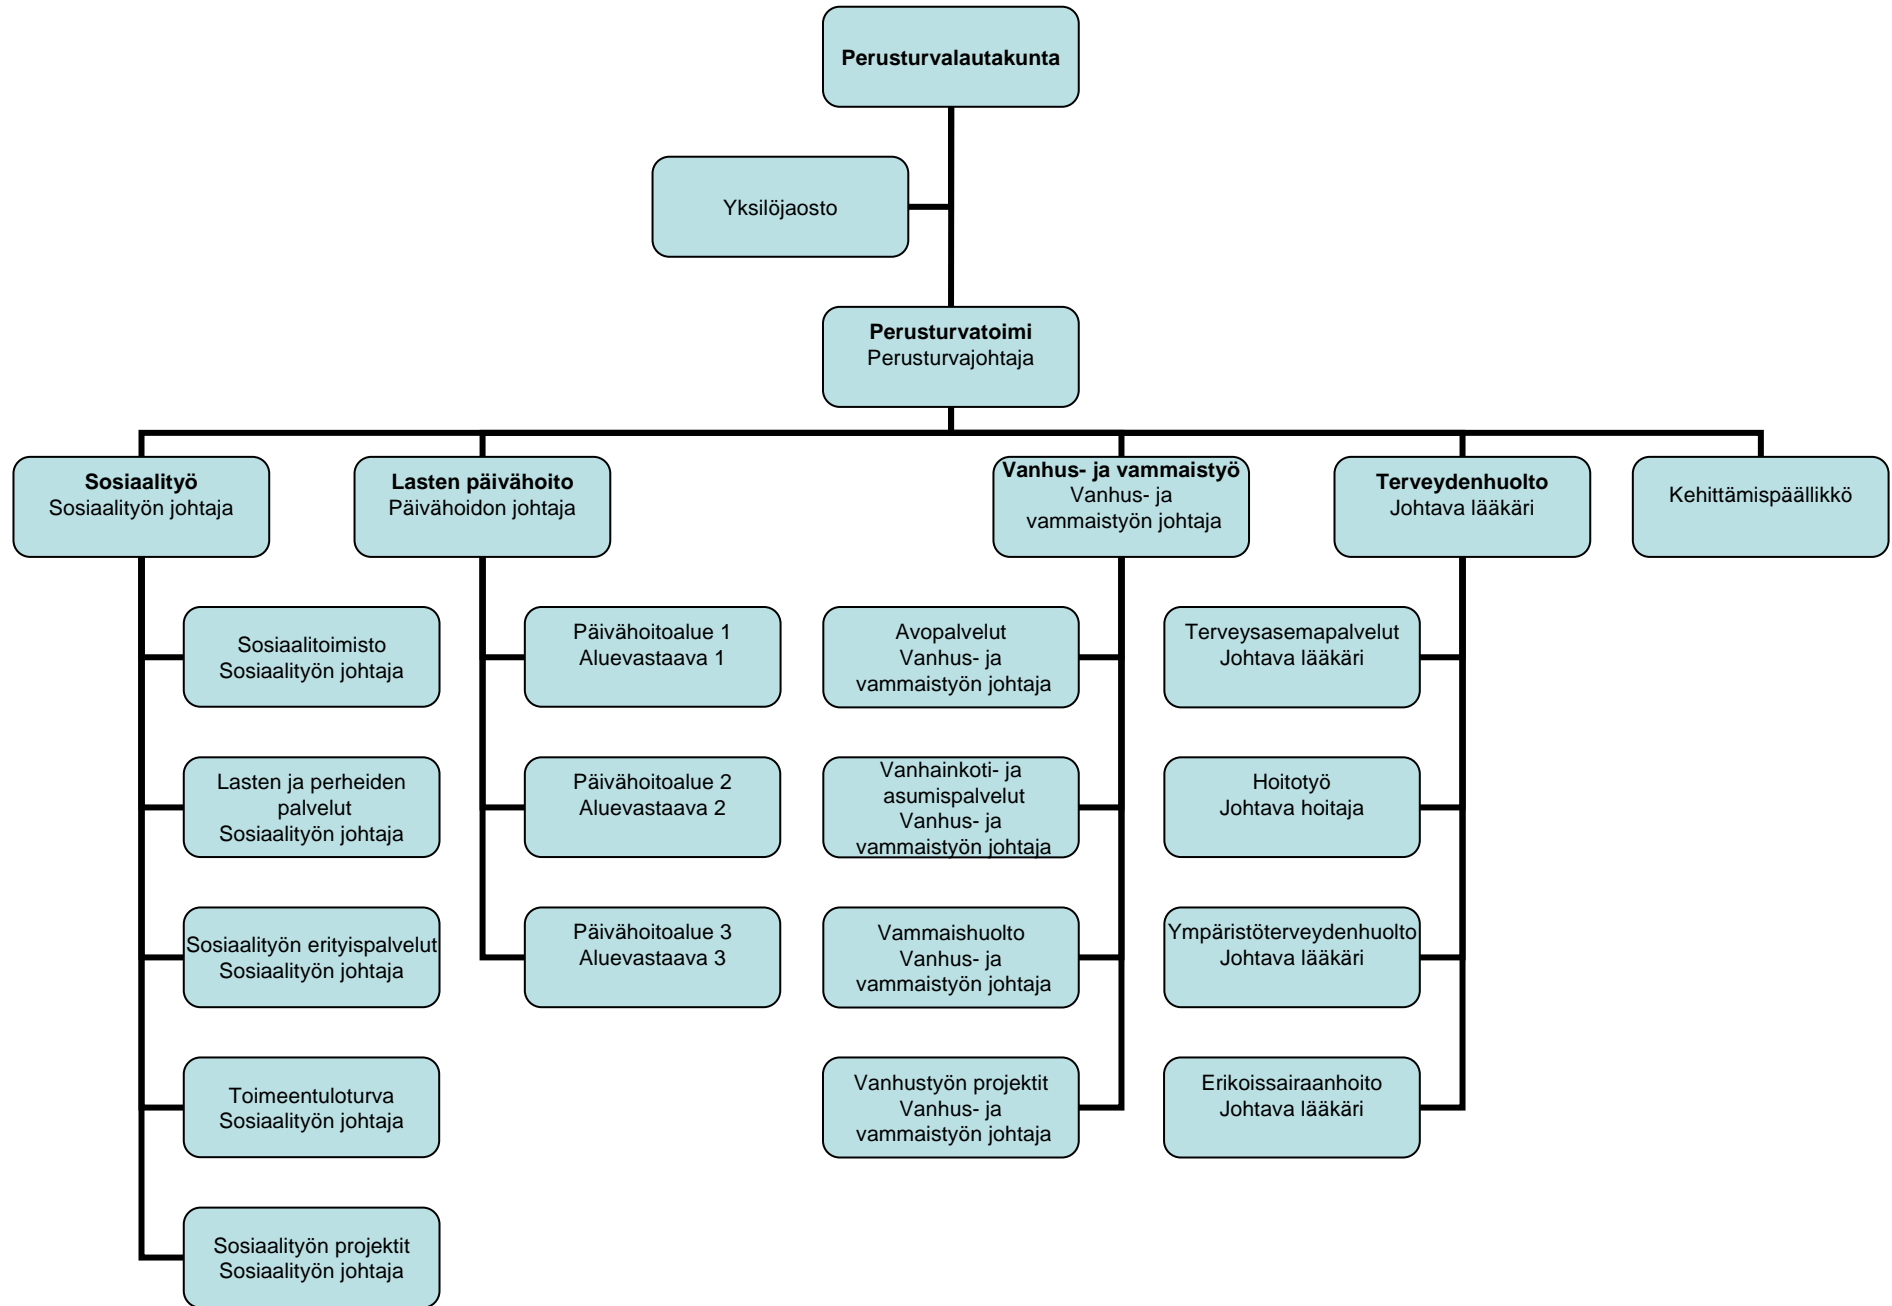 Perusturvalautakunta
Yksilöjaosto
Perusturvatoimi
Perusturvajohtaja
Sosiaalityö
Sosiaalityön johtaja
Lasten päivähoito
Päivähoidon johtaja
Vanhus- ja vammaistyö
Vanhus- ja
vammaistyön johtaja
Terveydenhuolto
Johtava lääkäri
Kehittämispäällikkö
Sosiaalitoimisto
Sosiaalityön johtaja
Lasten ja perheiden
palvelut
Sosiaalityön johtaja
Sosiaalityön erityispalvelut
Sosiaalityön johtaja
Toimeentuloturva
Sosiaalityön johtaja
Sosiaalityön projektit
Sosiaalityön johtaja
Päivähoitoalue 1
Aluevastaava 1
Päivähoitoalue 2
Aluevastaava 2
Päivähoitoalue 3
Aluevastaava 3
Avopalvelut
Vanhus- ja
vammaistyön johtaja
Vanhainkoti- ja
asumispalvelut
Vanhus- ja
vammaistyön johtaja
Vammaishuolto
Vanhus- ja
vammaistyön johtaja
Vanhustyön projektit
Vanhus- ja
vammaistyön johtaja
Terveysasemapalvelut
Johtava lääkäri
Hoitotyö
Johtava hoitaja
Ympäristöterveydenhuolto
Johtava lääkäri
Erikoissairaanhoito
Johtava lääkäri